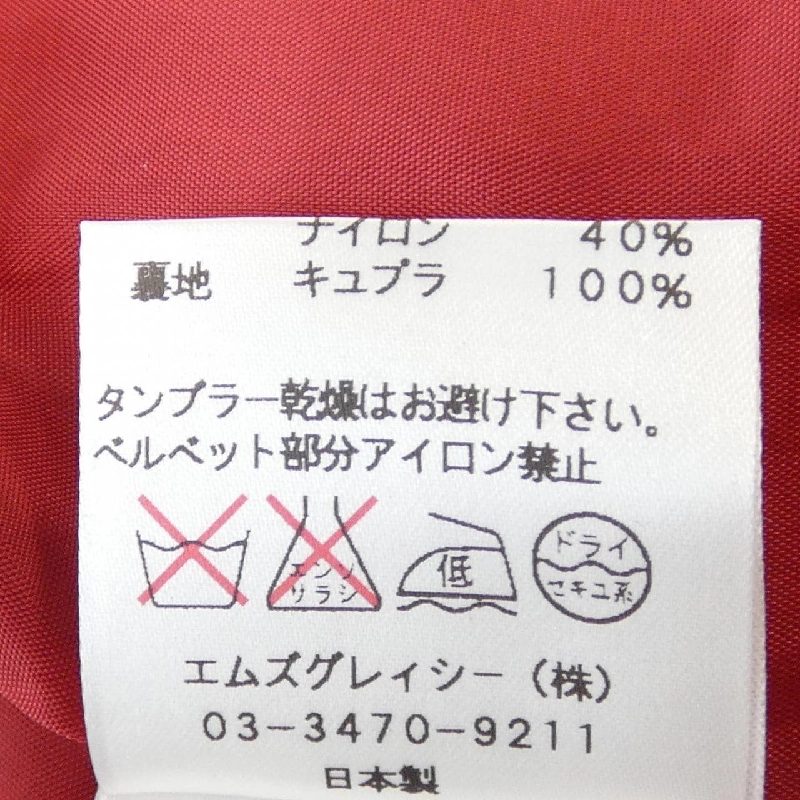 ナイロン 40%
裏地 キュプラ 100%
タンブラー乾燥はお避け下さい。
ベルベット部分アイロン禁止
エンソ
サラシ
低
ドライ
セキユ系
エムズグレイシー(株)
03-3470-9211
日本製